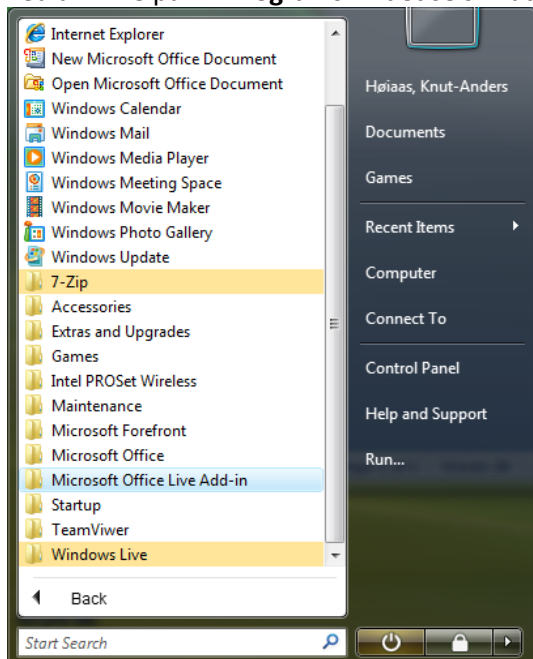 Internet Explorer
New Microsoft Office Document
Open Microsoft Office Document
Windows Calendar
Windows Mail
Windows Media Player
Windows Meeting Space
Windows Movie Maker
Windows Photo Gallery
Windows Update
7-Zip
Accessories
Extras and Upgrades
Games
Intel PROSet Wireless
Maintenance
Microsoft Forefront
Microsoft Office
Microsoft Office Live Add-in
Startup
TeamViwer
Windows Live
Back
Start Search
Høiaas, Knut-Anders
Documents
Games
Recent Items
Computer
Connect To
Control Panel
Help and Support
Run...